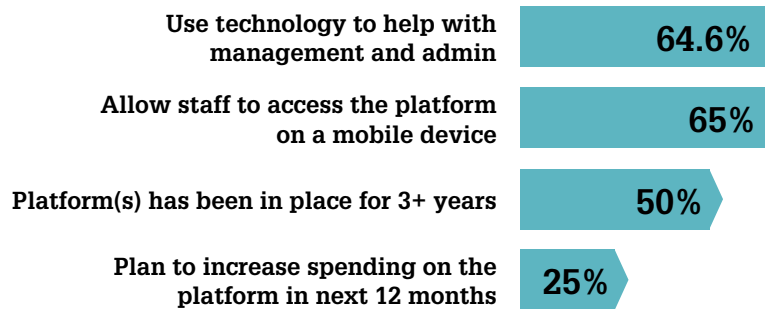 Use technology to help with
management and admin
64.6%
Allow staff to access the platform
on a mobile device
65%
Platform(s) has been in place for 3+ years
50%
Plan to increase spending on the
platform in next 12 months
25%